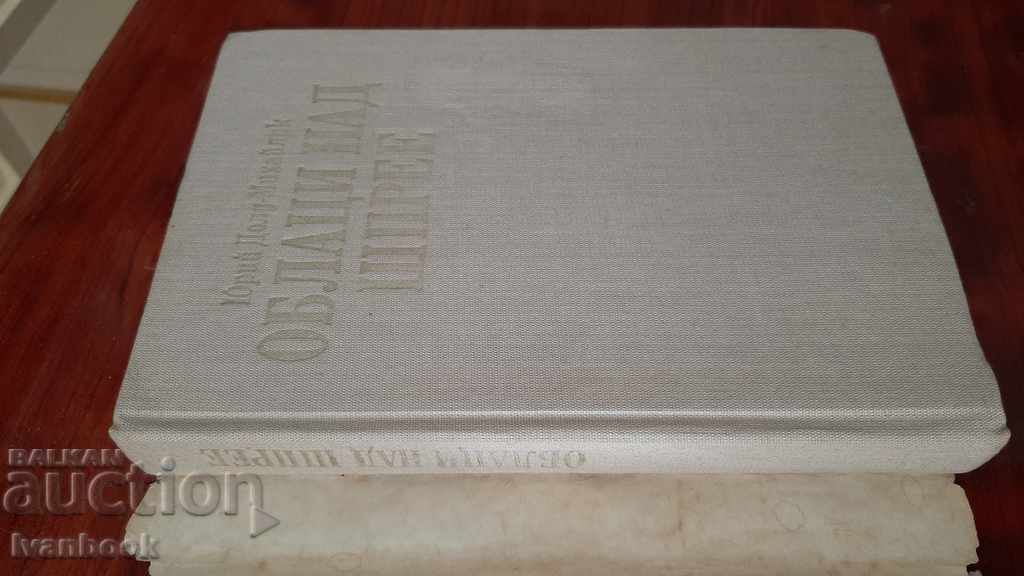 Юрий Долд-Михайлик
ОБЛАЦИ НАД
ШПРЕЕ
ОБЛАЦИ НАД ШПРЕЕ
BALKAN
auction
Ivanbook